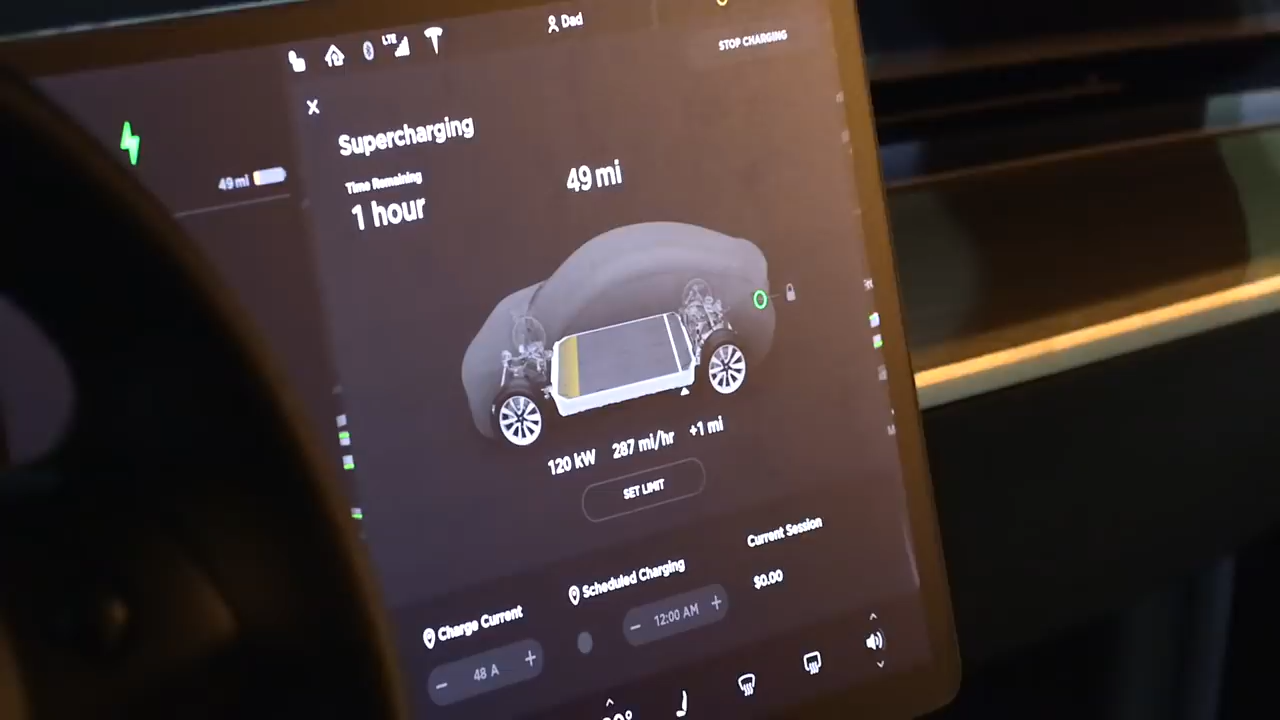 LTE
Dad
STOP CHARGING
Supercharging
49 mi
Time Remaining
1 hour
49 mi
120 kW 287 mi/hr +1 mi
SET LIMIT
Current Session
$0.00
Scheduled Charging
12:00 AM
Charge Current
48 A